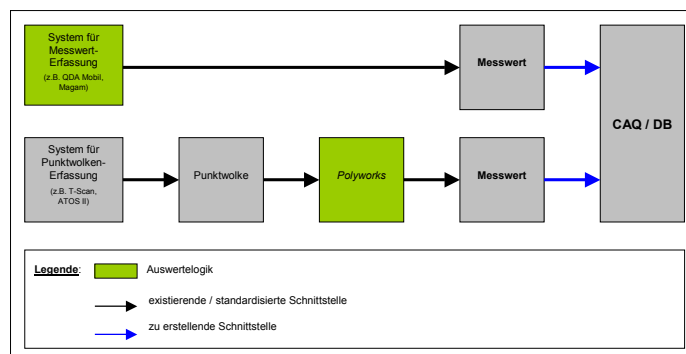 System für
Messwert-
Erfassung
(z.B. QDA Mobil,
Magam)
Messwert
CAQ / DB
System für
Punktwolken-
Erfassung
(z.B. T-Scan,
ATOS II)
Punktwolke
Polyworks
Messwert
Legende:
Auswertelogik
existierende / standardisierte Schnittstelle
zu erstellende Schnittstelle